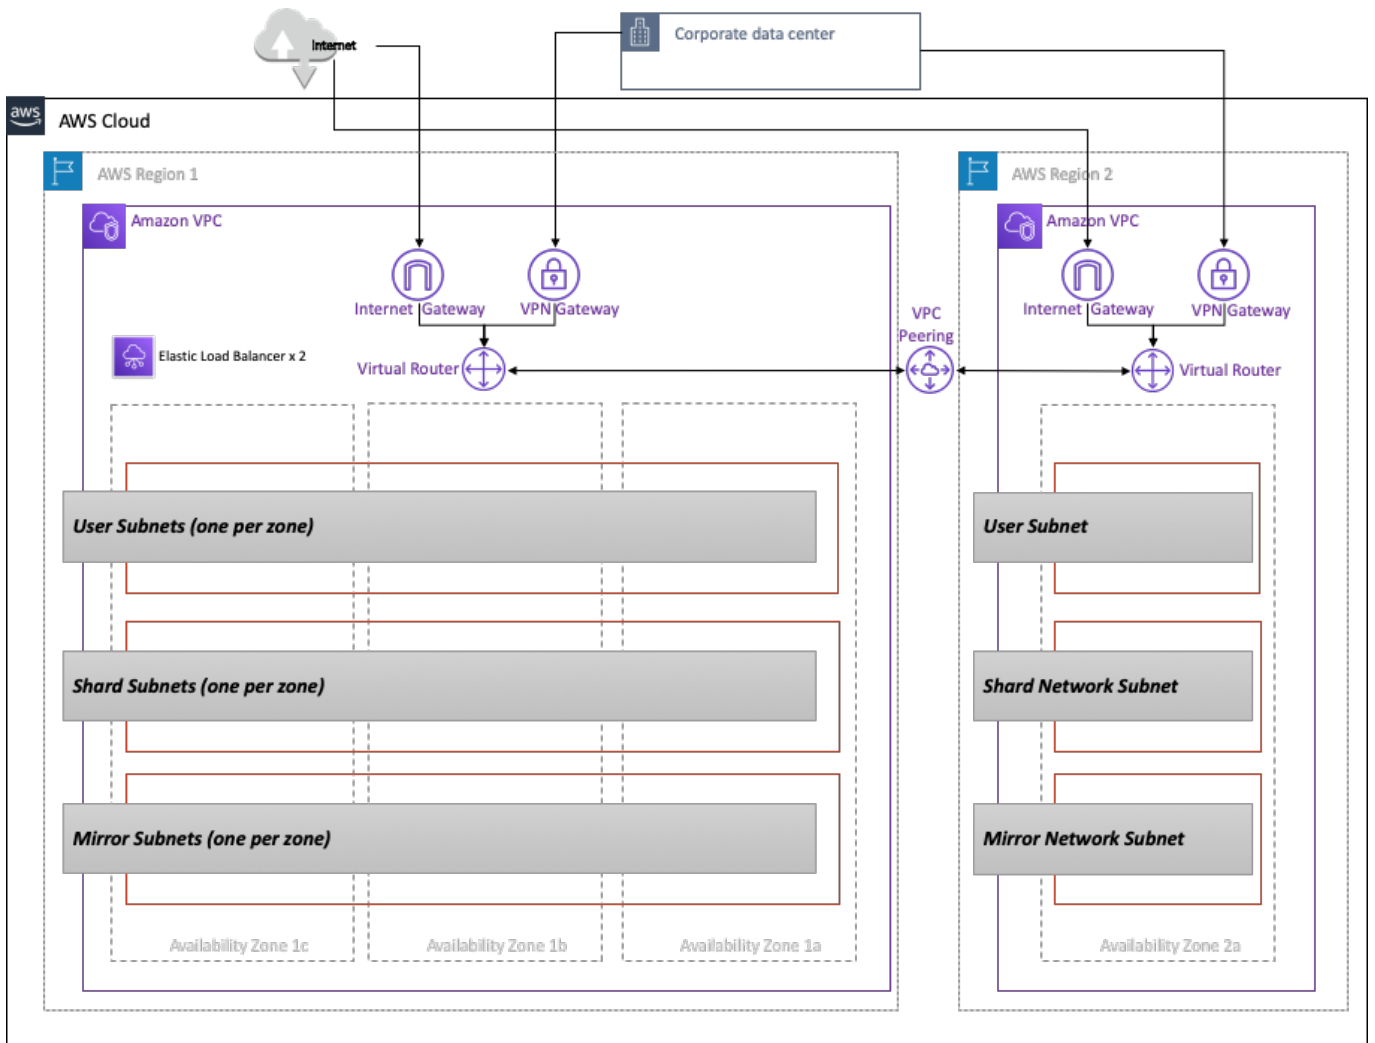 Internet
Corporate data center
aws
AWS Cloud
AWS Region 1
AWS Region 2
Amazon VPC
Amazon VPC
Internet Gateway
VPN Gateway
Internet Gateway
VPN Gateway
VPC
Peering
Elastic Load Balancer x 2
Virtual Router
Virtual Router
User Subnets (one per zone)
User Subnet
Shard Subnets (one per zone)
Shard Network Subnet
Mirror Subnets (one per zone)
Mirror Network Subnet
Availability Zone 1c
Availability Zone 1b
Availability Zone 1a
Availability Zone 2a